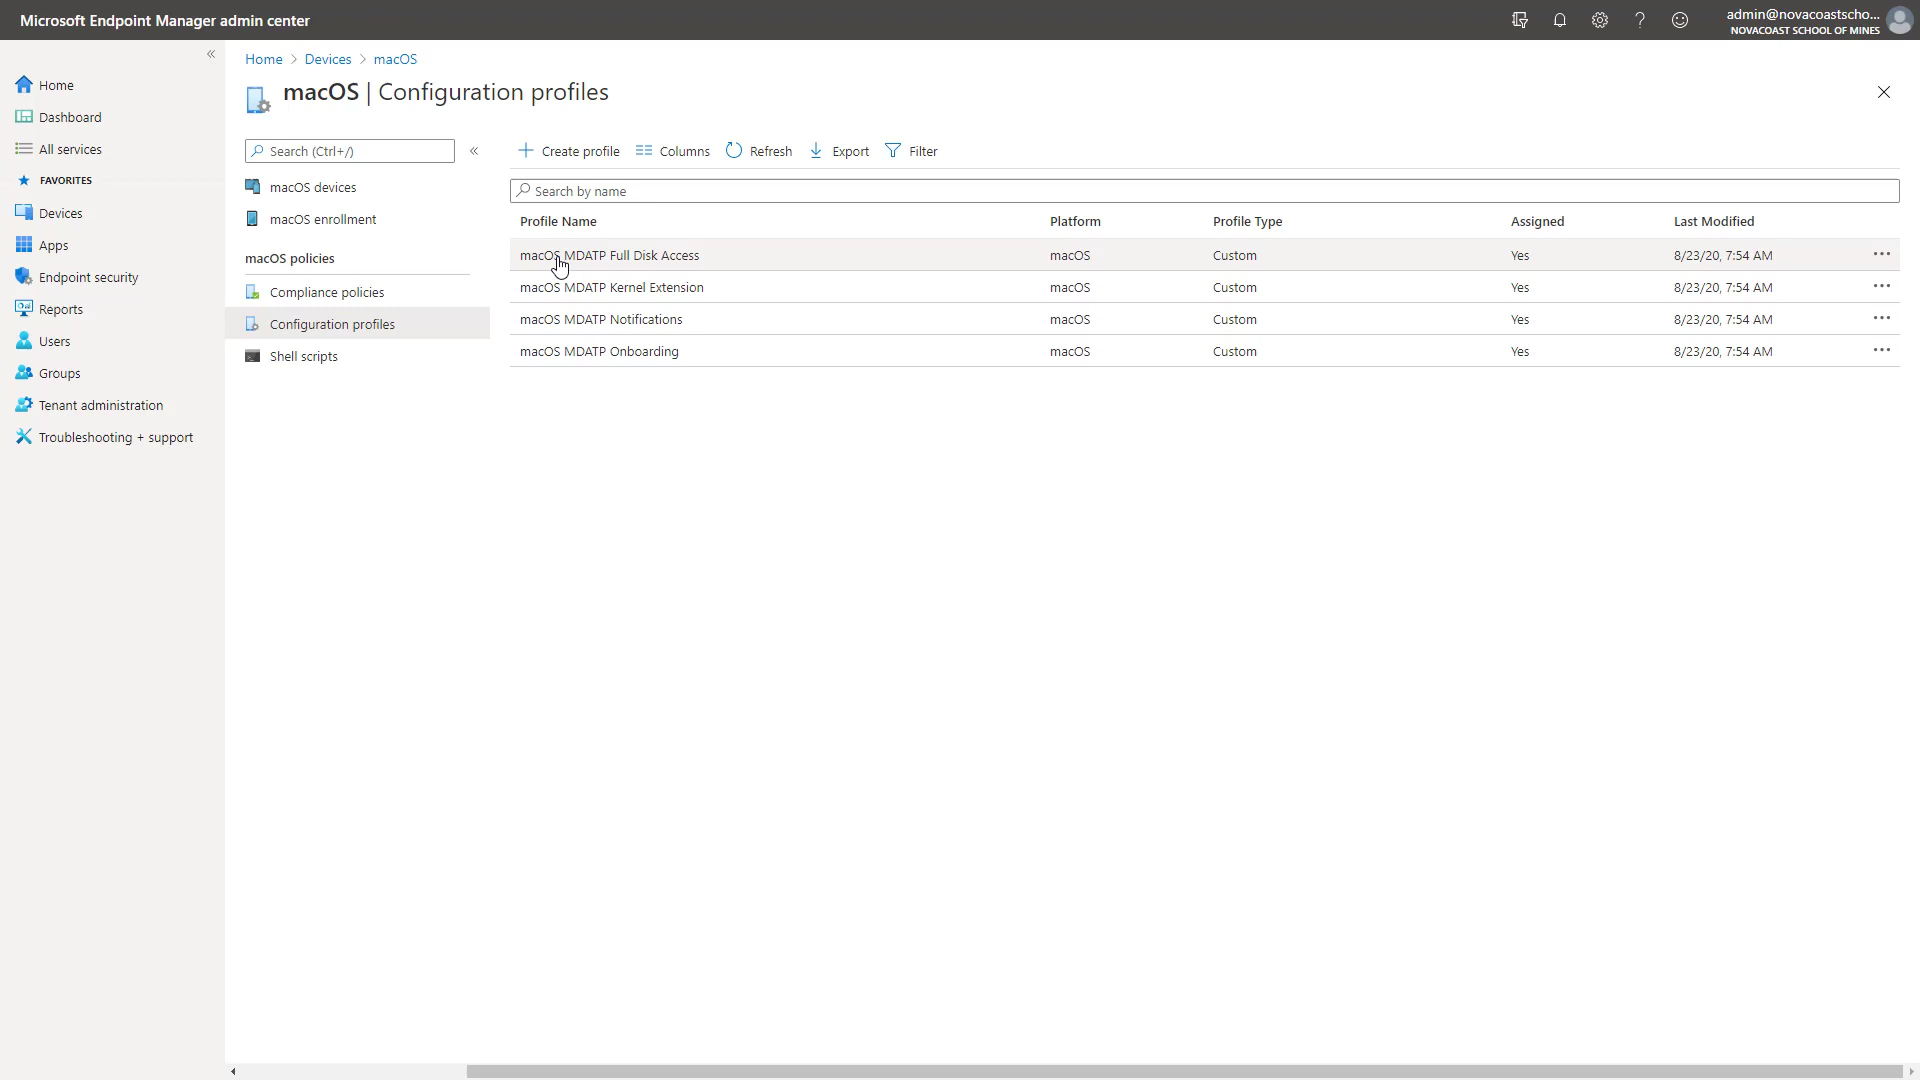 Microsoft Endpoint Manager admin center
admin@novacoastscho...
NOVACOAST SCHOOL OF MINES
Home
Dashboard
All services
FAVORITES
Devices
Apps
Endpoint security
Reports
Users
Groups
Tenant administration
Troubleshooting + support
Home > Devices > macOS
macOS | Configuration profiles
Search (Ctrl+/)
macOS devices
macOS enrollment
macOS policies
Compliance policies
Configuration profiles
Shell scripts
Create profile Columns Refresh Export Filter
Search by name
Profile Name Platform Profile Type Assigned Last Modified
macOS MDATP Full Disk Access macOS Custom Yes 8/23/20, 7:54 AM
macOS MDATP Kernel Extension macOS Custom Yes 8/23/20, 7:54 AM
macOS MDATP Notifications macOS Custom Yes 8/23/20, 7:54 AM
macOS MDATP Onboarding macOS Custom Yes 8/23/20, 7:54 AM